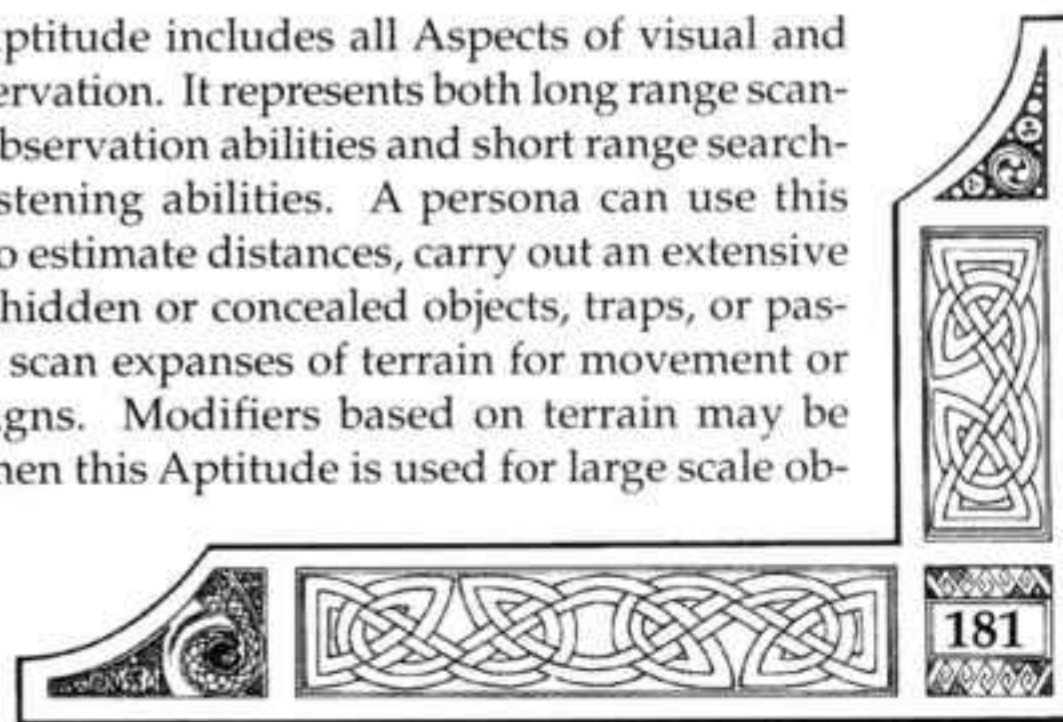 ptitude includes all Aspects of visual and
ervation. It represents both long range scan-
bservation abilities and short range search-
stening abilities. A persona can use this
o estimate distances, carry out an extensive
hidden or concealed objects, traps, or pas-
scan expanses of terrain for movement or
gns. Modifiers based on terrain may be
hen this Aptitude is used for large scale ob-
181